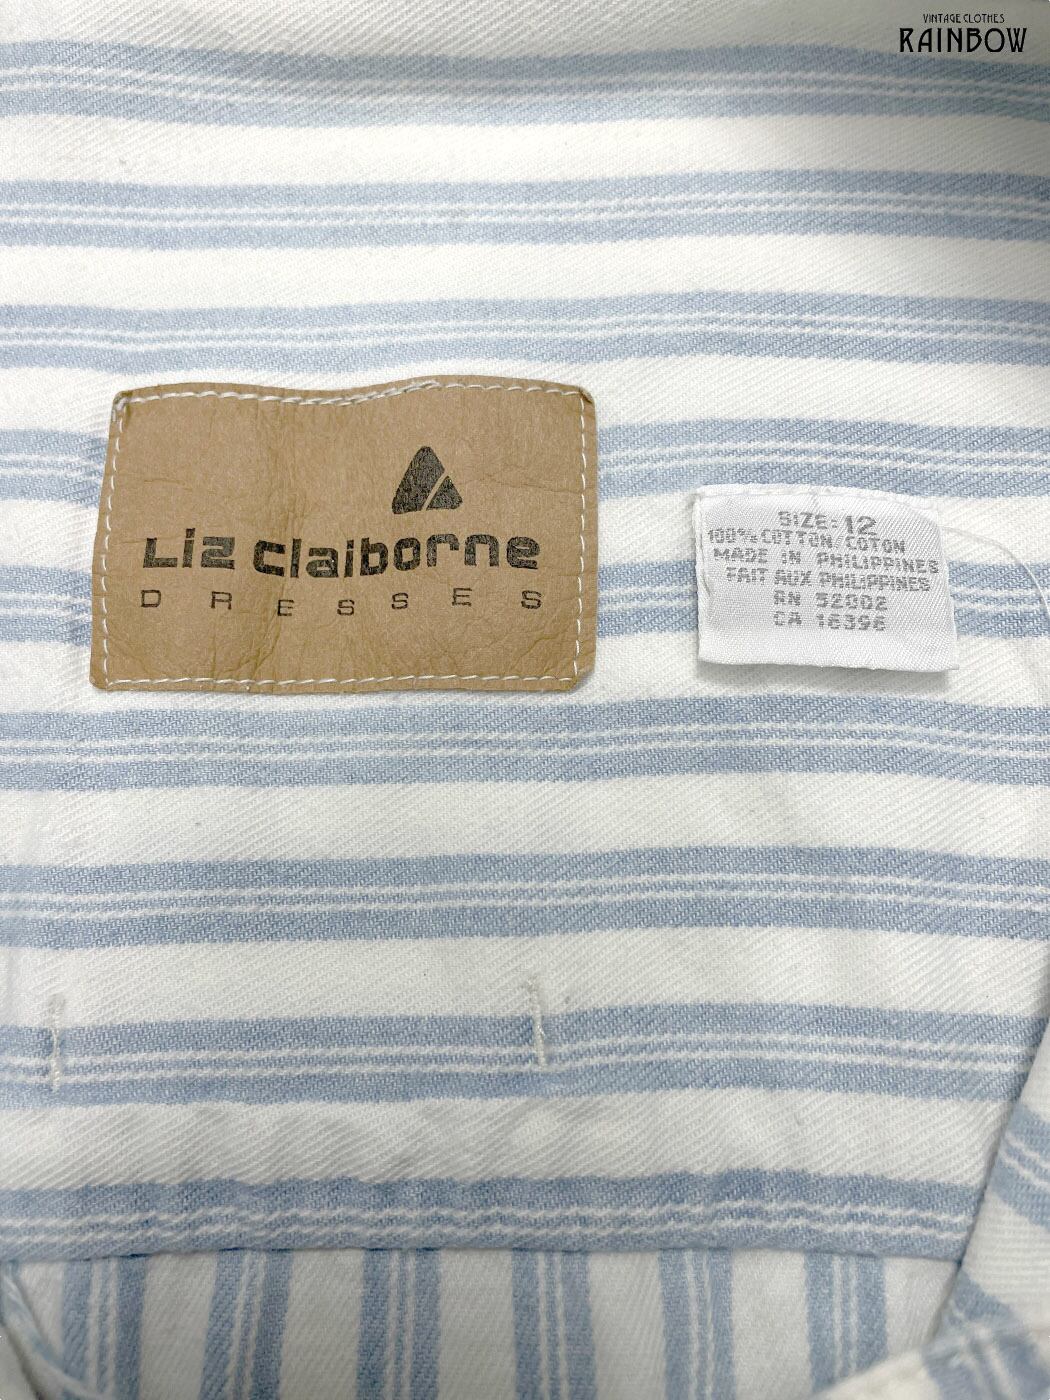 VINTAGE CLOTHES
RAINBOW
Liz claiborne
DRESSES
SIZE: 12
100% COTTON/COTON
MADE IN PHILIPPINES
FAIT AUX PHILIPPINES
RN 52002
CA 16396